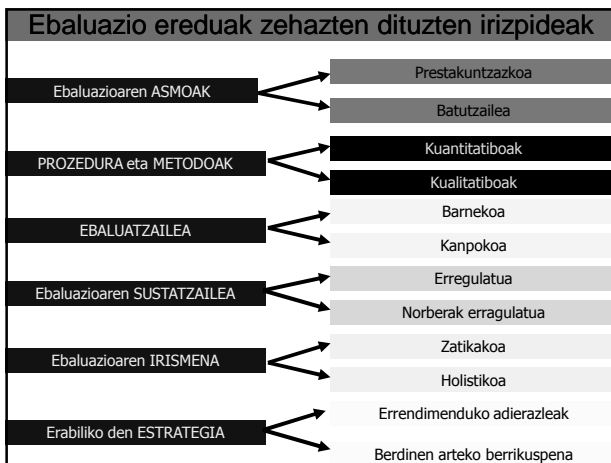 Ebaluazio ereduak zehazten dituzten irizpideak
Ebaluazioaren ASMOAK
Prestakuntzazkoa
Batutzailea
PROZEDURA eta METODOAK
Kuantitatiboak
Kualitatiboak
EBALUATZAILEA
Barnekoa
Kanpokoa
Ebaluazioaren SUSTATZAILEA
Erregulatua
Norberak erragulatua
Ebaluazioaren IRISMENA
Zatikakoa
Holistikoa
Erabiliko den ESTRATEGIA
Errendimenduko adierazleak
Berdinen arteko berrikuspena